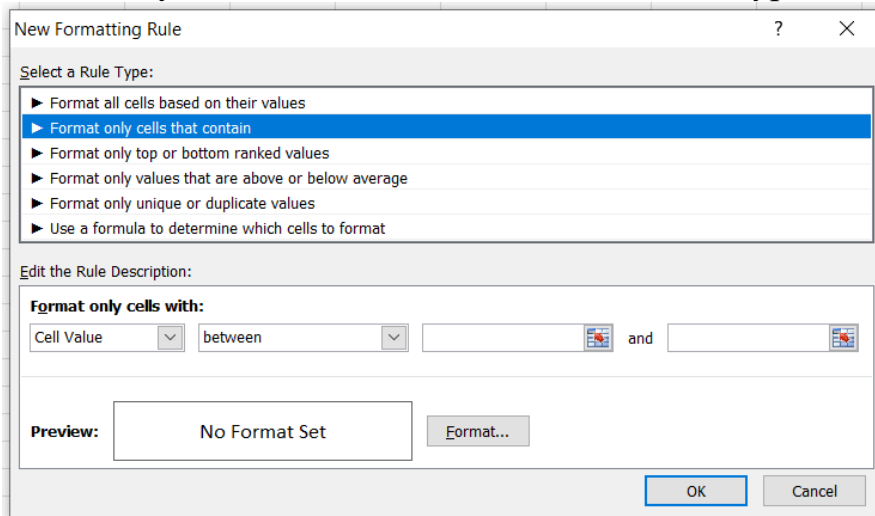 New Formatting Rule ? ×
Select a Rule Type:
► Format all cells based on their values
► Format only cells that contain
► Format only top or bottom ranked values
► Format only values that are above or below average
► Format only unique or duplicate values
► Use a formula to determine which cells to format
Edit the Rule Description:
Format only cells with:
Cell Value between and
Preview: No Format Set Format...
OK Cancel